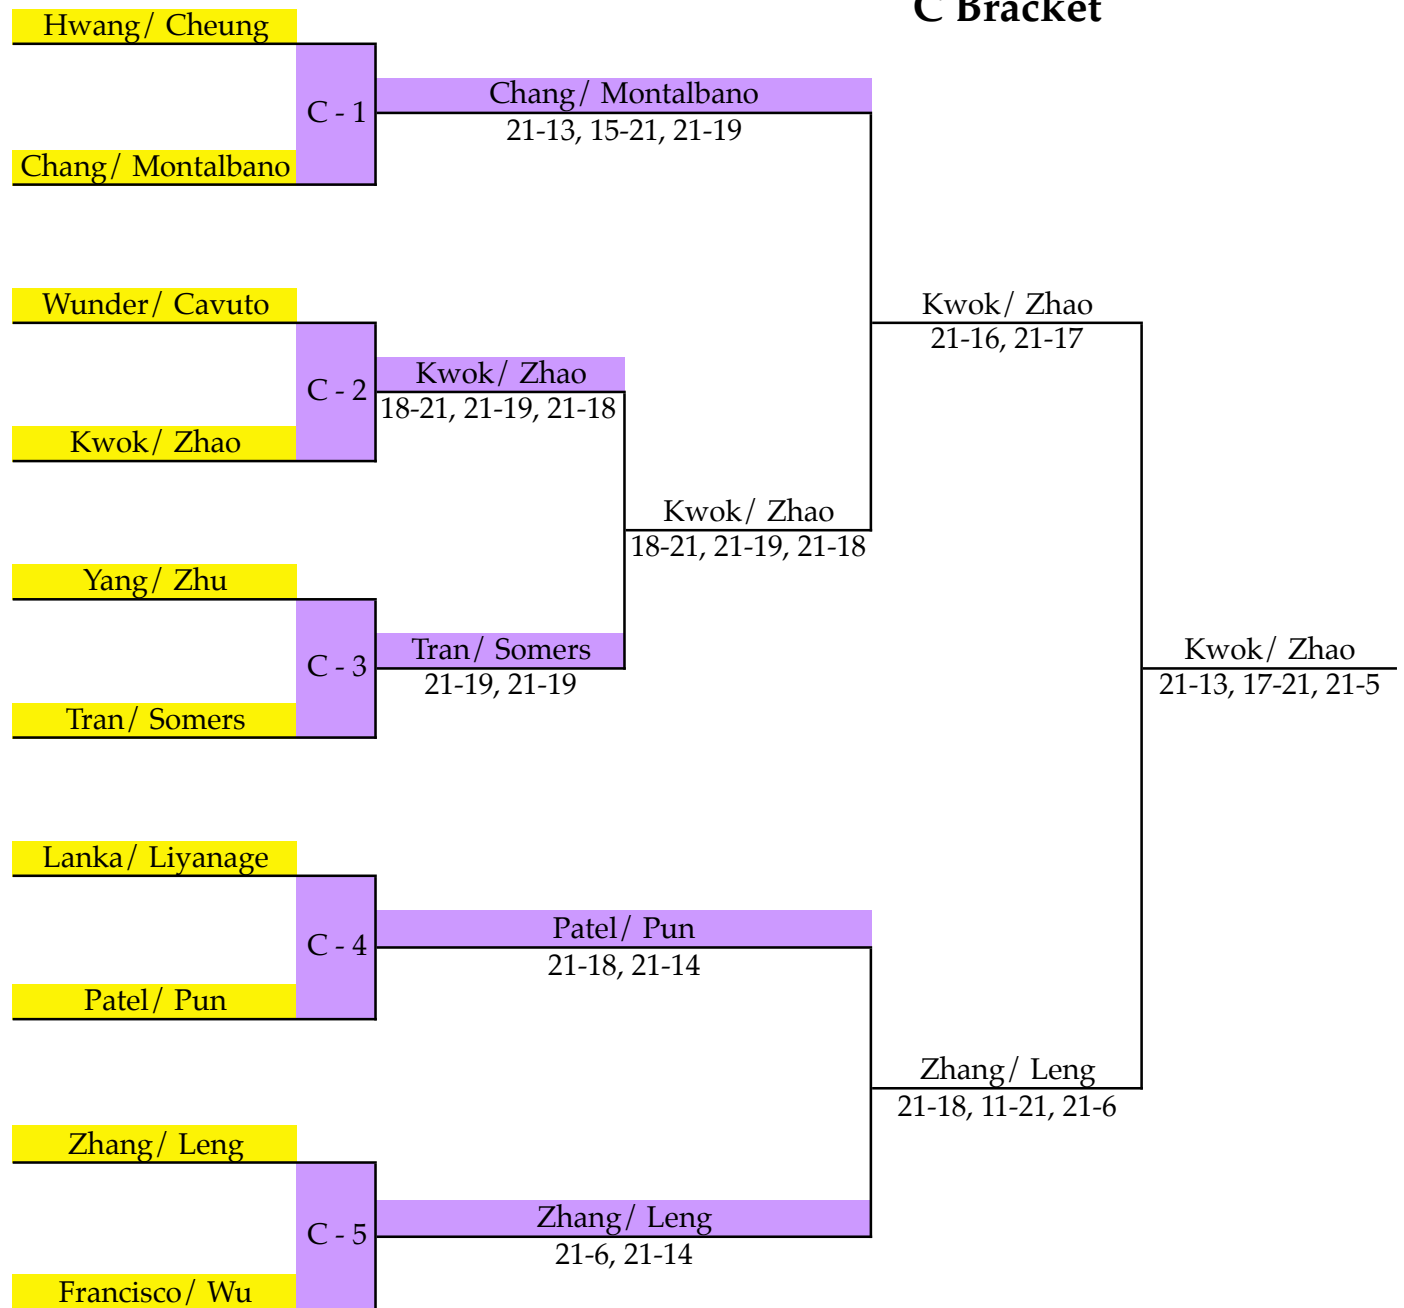 C Bracket
Hwang/ Cheung
C - 1
Chang/ Montalbano
21-13, 15-21, 21-19
Chang/ Montalbano
Wunder/ Cavuto
Kwok/ Zhao
21-16, 21-17
C - 2
Kwok/ Zhao
18-21, 21-19, 21-18
Kwok/ Zhao
Kwok/ Zhao
18-21, 21-19, 21-18
Yang/ Zhu
C - 3
Tran/ Somers
21-19, 21-19
Kwok/ Zhao
21-13, 17-21, 21-5
Tran/ Somers
Lanka/ Liyanage
C - 4
Patel/ Pun
21-18, 21-14
Patel/ Pun
Zhang/ Leng
21-18, 11-21, 21-6
Zhang/ Leng
C - 5
Zhang/ Leng
21-6, 21-14
Francisco/ Wu